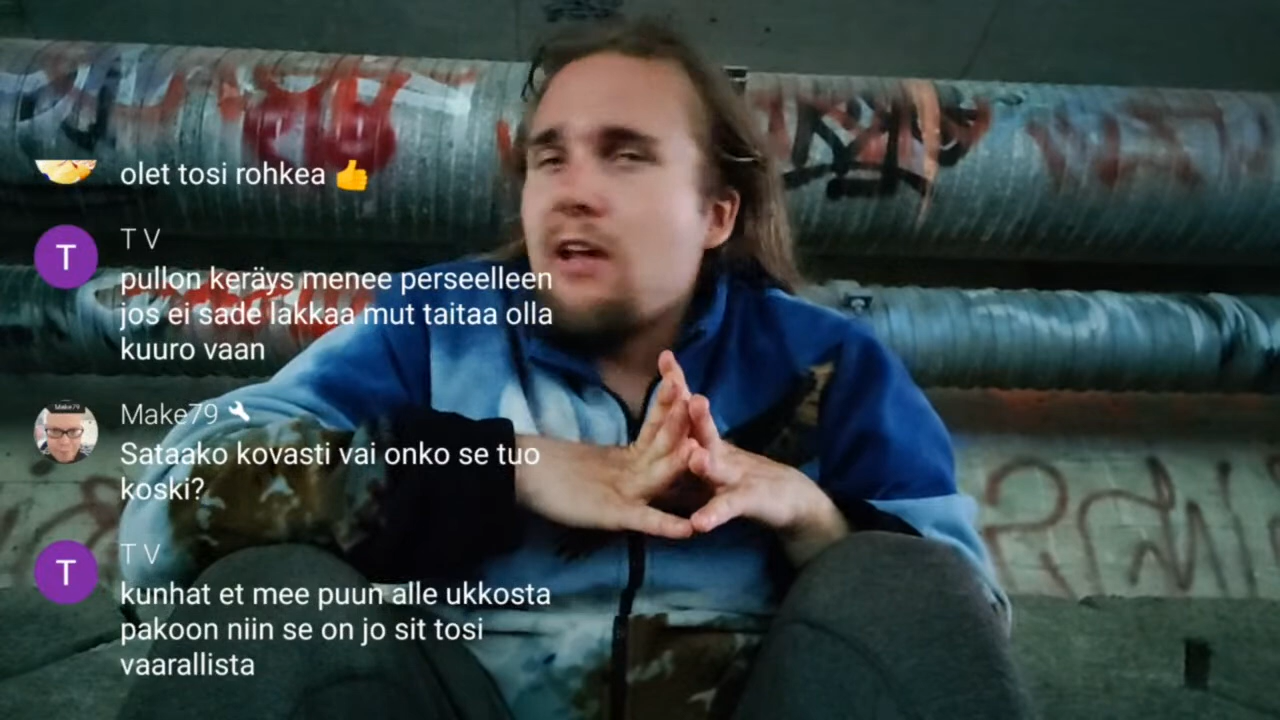 olet tosi rohkea 👍
T V
T
pullon keräys menee perseelleen
jos ei sade lakkaa mut taitaa olla
kuuro vaan
Make79
Make79
Sataako kovasti vai onko se tuo
koski?
T V
T
kunhat et mee puun alle ukkosta
pakoon niin se on jo sit tosi
vaarallista